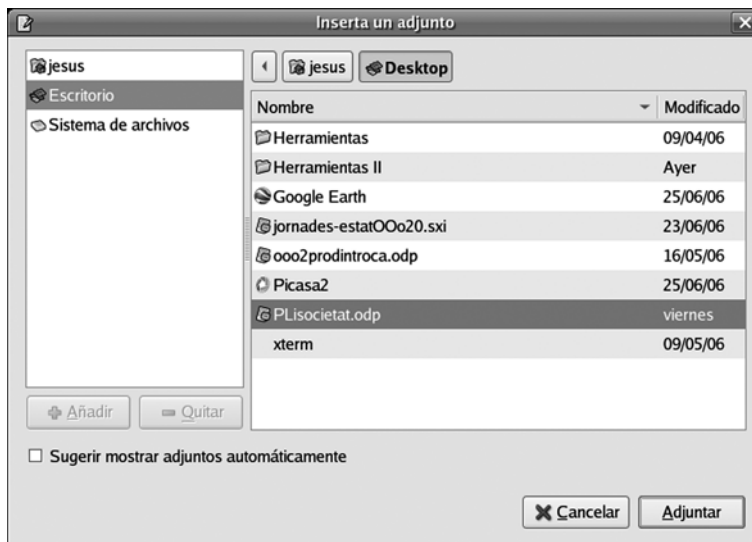 Inserta un adjunto
jesus
Escritorio
Sistema de archivos
Añadir
Quitar
jesus
Desktop
Nombre
Modificado
Herramientas
09/04/06
Herramientas II
Ayer
Google Earth
25/06/06
jornades-estatOOo20.sxi
23/06/06
ooo2prodintroca.odp
16/05/06
Picasa2
25/06/06
PLisocietat.odp
viernes
xterm
09/05/06
Sugerir mostrar adjuntos automáticamente
Cancelar
Adjuntar